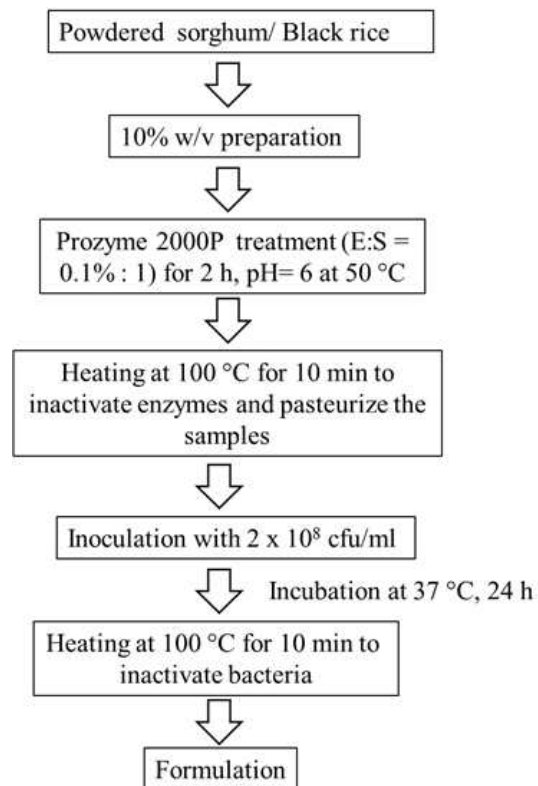 Powdered sorghum/ Black rice
10% w/v preparation
Prozyme 2000P treatment (E:S =
0.1% : 1) for 2 h, pH= 6 at 50 °C
Heating at 100 °C for 10 min to
inactivate enzymes and pasteurize the
samples
Inoculation with 2 x 10⁸ cfu/ml
Incubation at 37 °C, 24 h
Heating at 100 °C for 10 min to
inactivate bacteria
Formulation